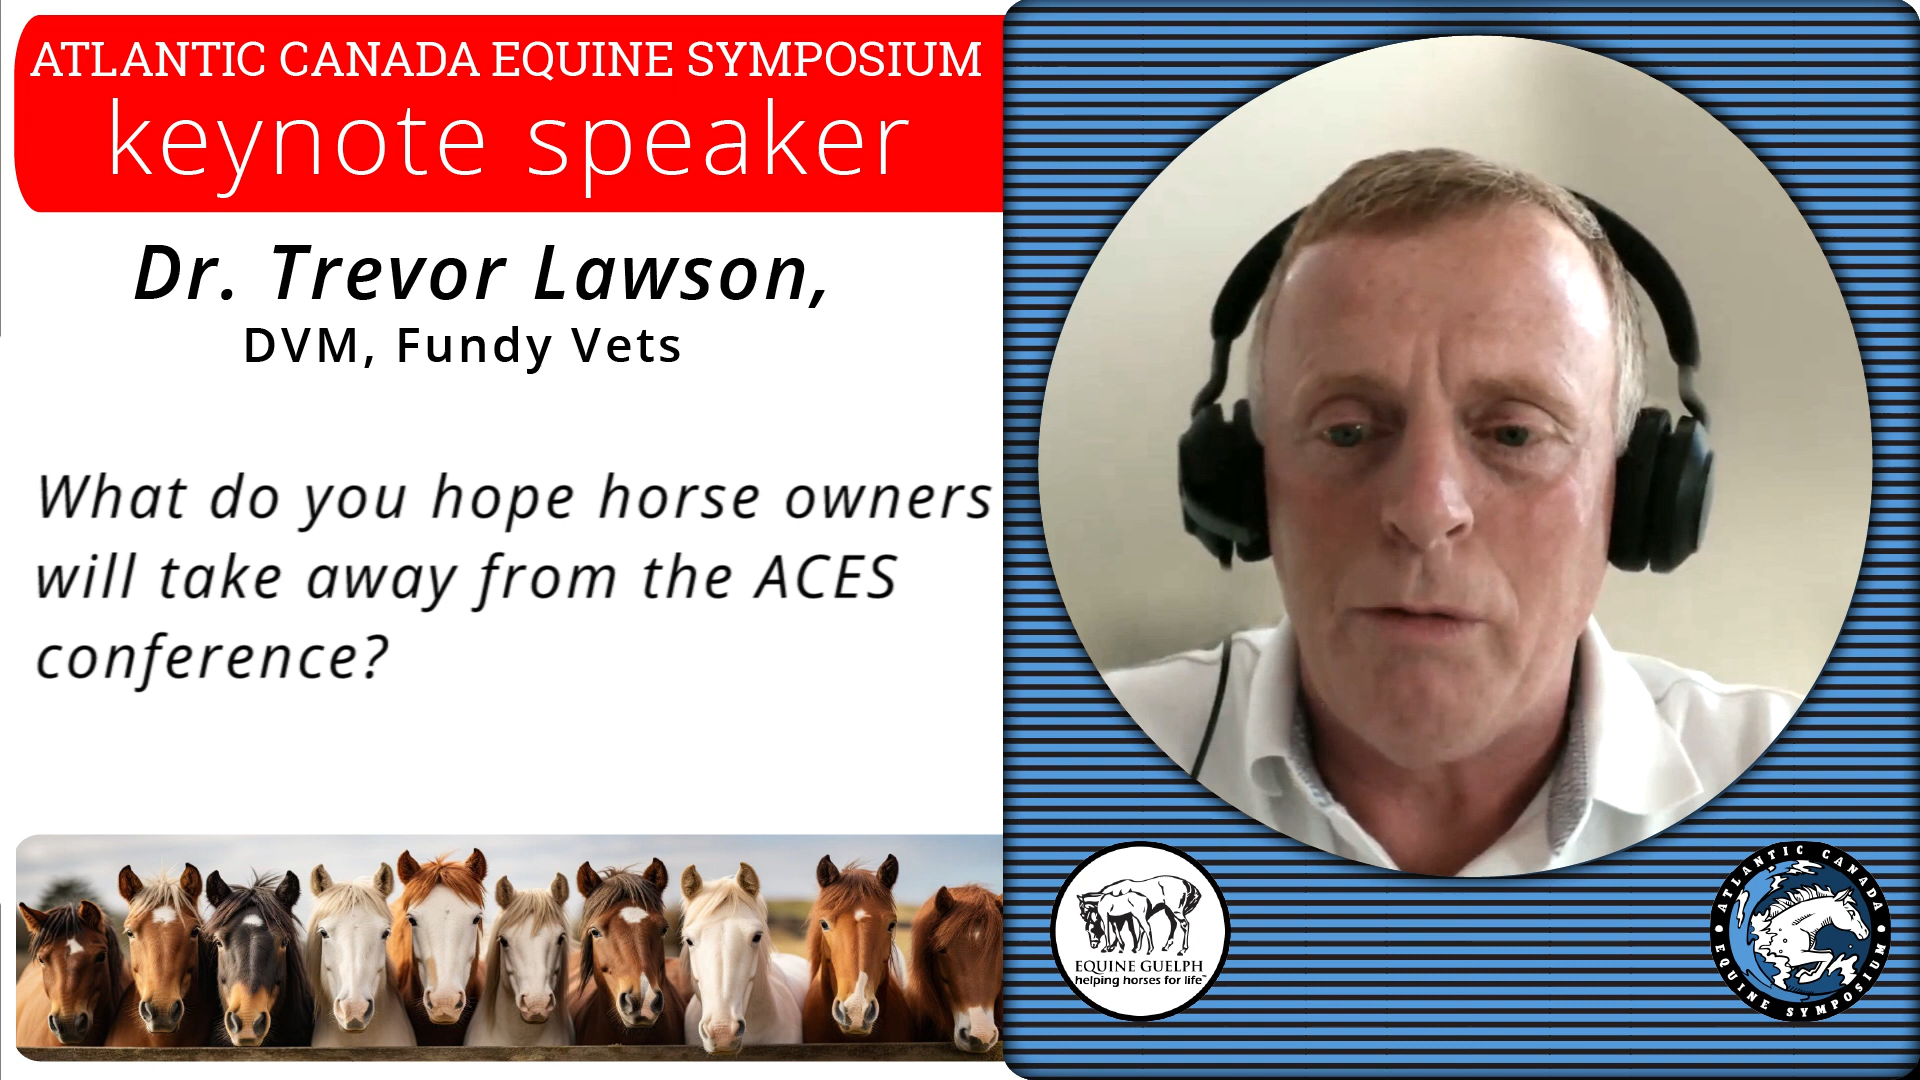 ATLANTIC CANADA EQUINE SYMPOSIUM
keynote speaker
Dr. Trevor Lawson,
DVM, Fundy Vets
What do you hope horse owners
will take away from the ACES
conference?
EQUINE GUELPH
helping horses for life™
ATLANTIC CANADA
EQUINE SYMPOSIUM